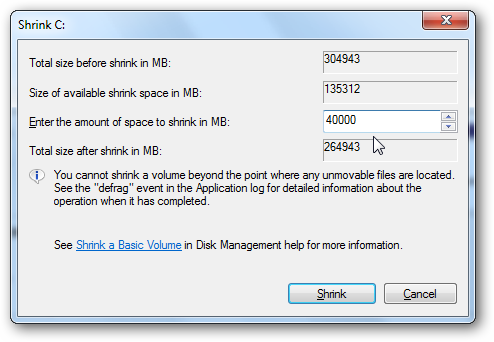 Shrink C:
Total size before shrink in MB: 304943
Size of available shrink space in MB: 135312
Enter the amount of space to shrink in MB: 40000
Total size after shrink in MB: 264943
You cannot shrink a volume beyond the point where any unmovable files are located.
See the "defrag" event in the Application log for detailed information about the
operation when it has completed.
See Shrink a Basic Volume in Disk Management help for more information.
Shrink Cancel